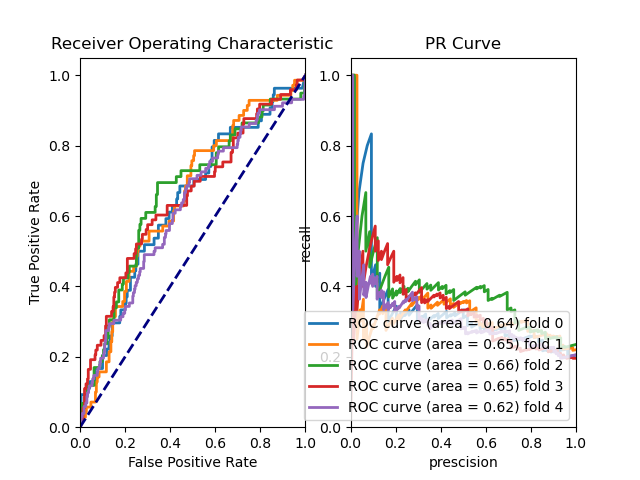 Receiver Operating Characteristic
PR Curve
1.0
0.8
0.6
0.4
0.2
0.0
True Positive Rate
0.0 0.2 0.4 0.6 0.8 1.0
False Positive Rate
1.0
0.8
0.6
0.4
0.2
0.0
recall
0.0 0.2 0.4 0.6 0.8 1.0
prescision
ROC curve (area = 0.64) fold 0
ROC curve (area = 0.65) fold 1
ROC curve (area = 0.66) fold 2
ROC curve (area = 0.65) fold 3
ROC curve (area = 0.62) fold 4